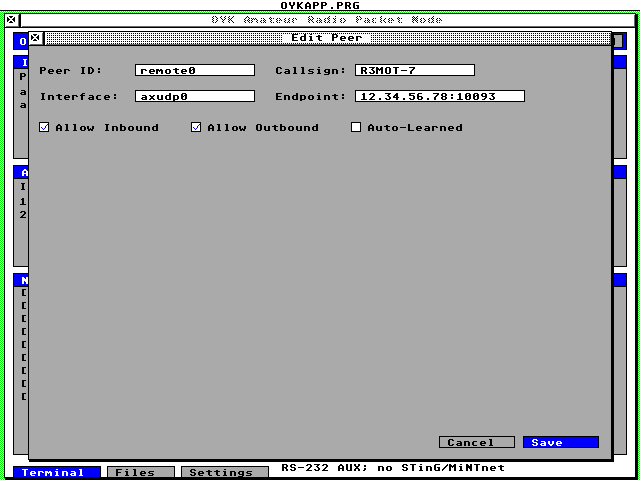 OYKAPP.PRG
OYK Amateur Radio Packet Node
Edit Peer
Peer ID: remote0 Callsign: R3MOT-7
Interface: axudp0 Endpoint: 12.34.56.78:10093
Allow Inbound Allow Outbound Auto-Learned
Cancel Save
Terminal Files Settings RS-232 AUX; no STinG/MiNTnet